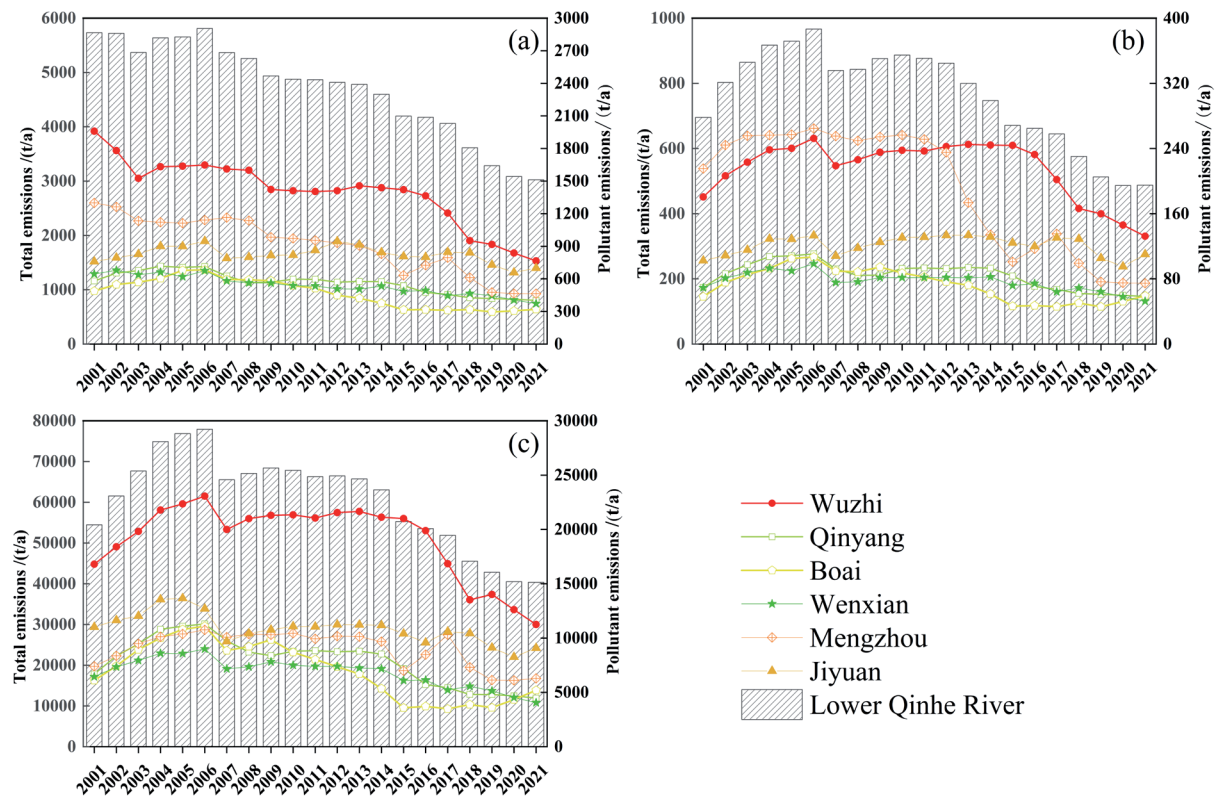 6000
5000
4000
3000
2000
1000
0
Total emissions /(t/a)
3000
2700
2400
2100
1800
1500
1200
900
600
300
0
Pollutant emissions/ (t/a)
(a)
2001 2002 2003 2004 2005 2006 2007 2008 2009 2010 2011 2012 2013 2014 2015 2016 2017 2018 2019 2020 2021
1000
800
600
400
200
0
Total emissions/(t/a)
400
320
240
160
80
0
Pollutant emissions/ (t/a)
(b)
2001 2002 2003 2004 2005 2006 2007 2008 2009 2010 2011 2012 2013 2014 2015 2016 2017 2018 2019 2020 2021
80000
70000
60000
50000
40000
30000
20000
10000
0
Total emissions /(t/a)
30000
25000
20000
15000
10000
5000
0
Pollutant emissions /(t/a)
(c)
2001 2002 2003 2004 2005 2006 2007 2008 2009 2010 2011 2012 2013 2014 2015 2016 2017 2018 2019 2020 2021
Wuzhi
Qinyang
Boai
Wenxian
Mengzhou
Jiyuan
Lower Qinhe River